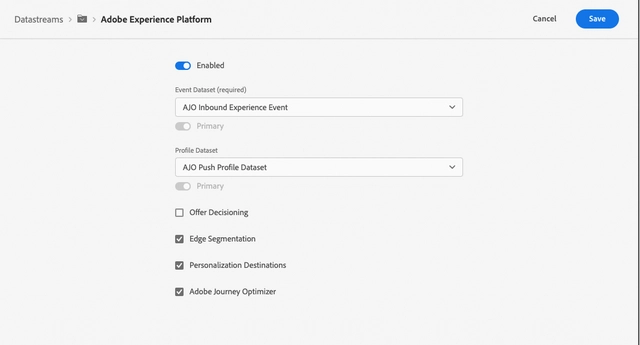 Datastreams > > Adobe Experience Platform
Cancel
Save
Enabled
Event Dataset (required)
AJO Inbound Experience Event
Primary
Profile Dataset
AJO Push Profile Dataset
Primary
Offer Decisioning
Edge Segmentation
Personalization Destinations
Adobe Journey Optimizer